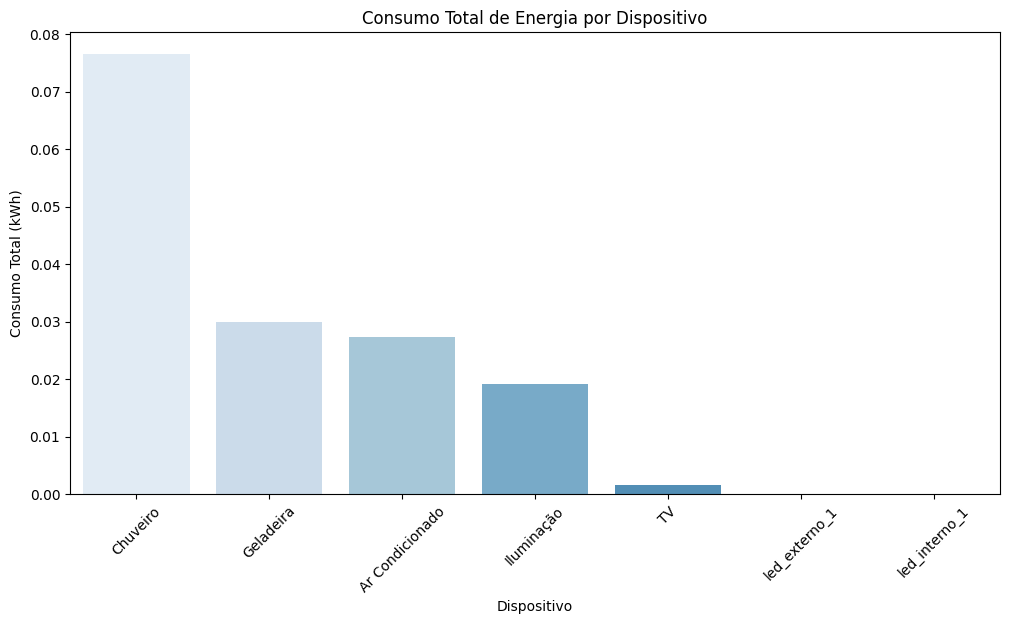 Consumo Total de Energia por Dispositivo
Consumo Total (kWh)
0.08
0.07
0.06
0.05
0.04
0.03
0.02
0.01
0.00
Chuveiro
Geladeira
Ar Condicionado
Iluminação
TV
led_externo_1
led_interno_1
Dispositivo